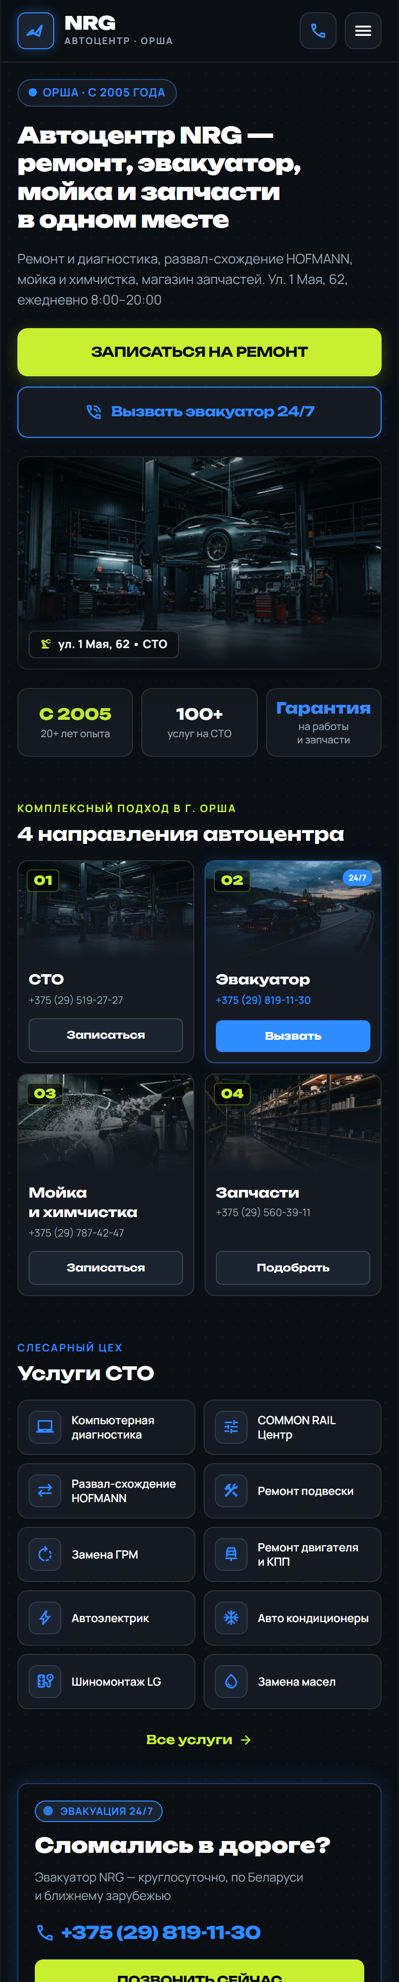 NRG
АВТОЦЕНТР · ОРША
ОРША · С 2005 ГОДА
Автоцентр NRG —
ремонт, эвакуатор,
мойка и запчасти
в одном месте
Ремонт и диагностика, развал-схождение HOFMANN,
мойка и химчистка, магазин запчастей. Ул. 1 Мая, 62,
ежедневно 8:00–20:00
ЗАПИСАТЬСЯ НА РЕМОНТ
Вызвать эвакуатор 24/7
ул. 1 Мая, 62 • СТО
С 2005
20+ лет опыта
100+
услуг на СТО
Гарантия
на работы
и запчасти
КОМПЛЕКСНЫЙ ПОДХОД В Г. ОРША
4 направления автоцентра
01
СТО
+375 (29) 519-27-27
Записаться
02
24/7
Эвакуатор
+375 (29) 819-11-30
Вызвать
03
Мойка
и химчистка
+375 (29) 787-42-47
Записаться
04
Запчасти
+375 (29) 560-39-11
Подобрать
СЛЕСАРНЫЙ ЦЕХ
Услуги СТО
Компьютерная
диагностика
COMMON RAIL
Центр
Развал-схождение
HOFMANN
Ремонт подвески
Замена ГРМ
Ремонт двигателя
и КПП
Автоэлектрик
Авто кондиционеры
Шиномонтаж LG
Замена масел
Все услуги →
ЭВАКУАЦИЯ 24/7
Сломались в дороге?
Эвакуатор NRG — круглосуточно, по Беларуси
и ближнему зарубежью
+375 (29) 819-11-30
ПОЗВОНИТЬ СЕЙЧАС